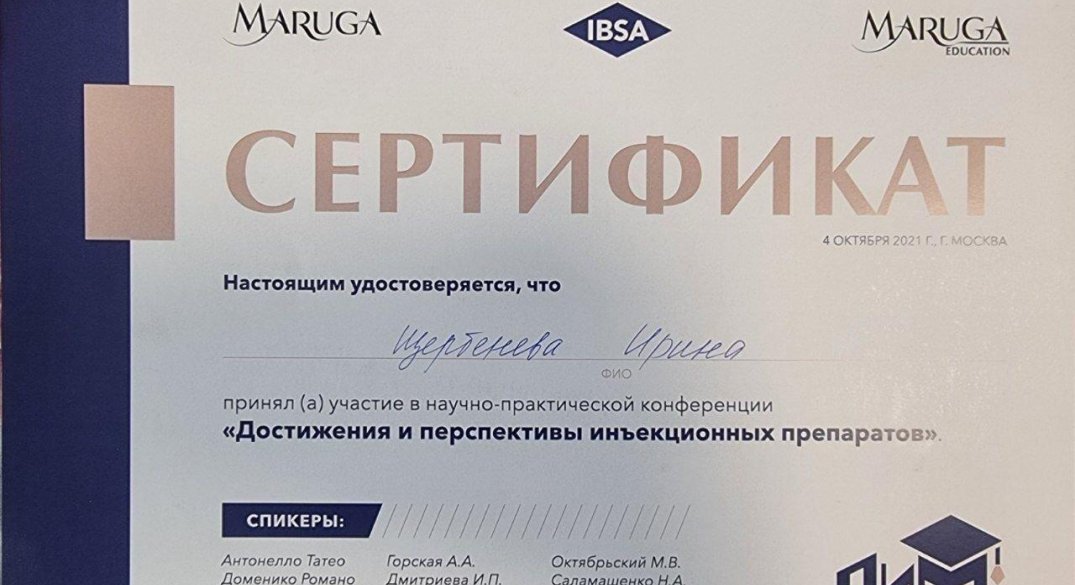 MARUGA IBSA MARUGA
EDUCATION
СЕРТИФИКАТ
4 ОКТЯБРЯ 2021 Г., Г. МОСКВА
Настоящим удостоверяется, что
Щербенева Ирина
ФИО
принял (а) участие в научно-практической конференции
«Достижения и перспективы инъекционных препаратов».
СПИКЕРЫ:
Антонелло Татео Горская А.А. Октябрьский М.В.
Доменико Романо Дмитриева И.П. Саламашенко Н.А.
ПиМ